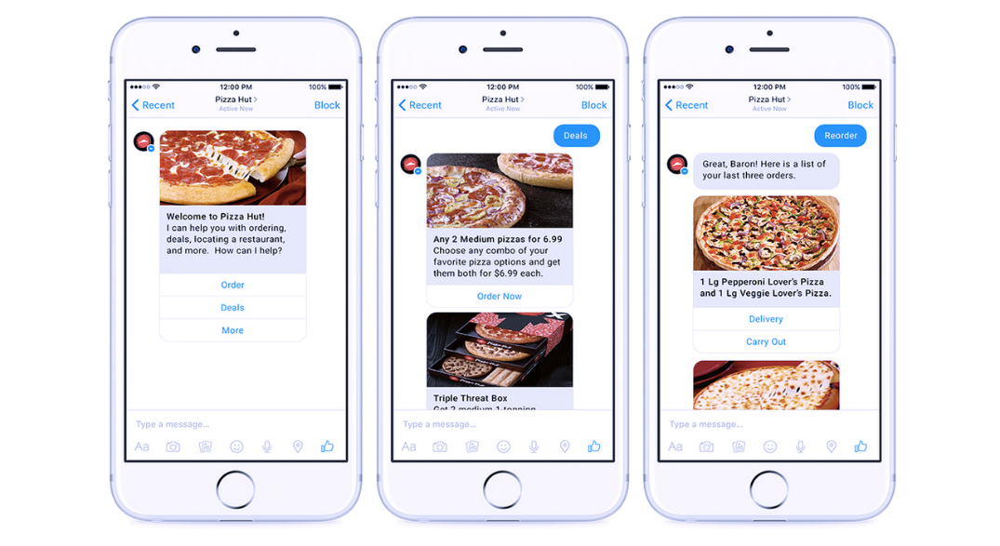 12:00 PM
100%
Recent
Pizza Hut
Active Now
Block
Welcome to Pizza Hut!
I can help you with ordering,
deals, locating a restaurant,
and more. How can I help?
Order
Deals
More
Type a message...
Aa
12:00 PM
100%
Recent
Pizza Hut
Active Now
Block
Deals
Any 2 Medium pizzas for 6.99
Choose any combo of your
favorite pizza options and get
them both for $6.99 each.
Order Now
Pizza Hut
Pizza Hut
Triple Threat Box
Get 2 medium 1-topping
Type a message...
Aa
12:00 PM
100%
Recent
Pizza Hut
Active Now
Block
Reorder
Great, Baron! Here is a list of
your last three orders.
1 Lg Pepperoni Lover's Pizza
and 1 Lg Veggie Lover's Pizza.
Delivery
Carry Out
Type a message...
Aa